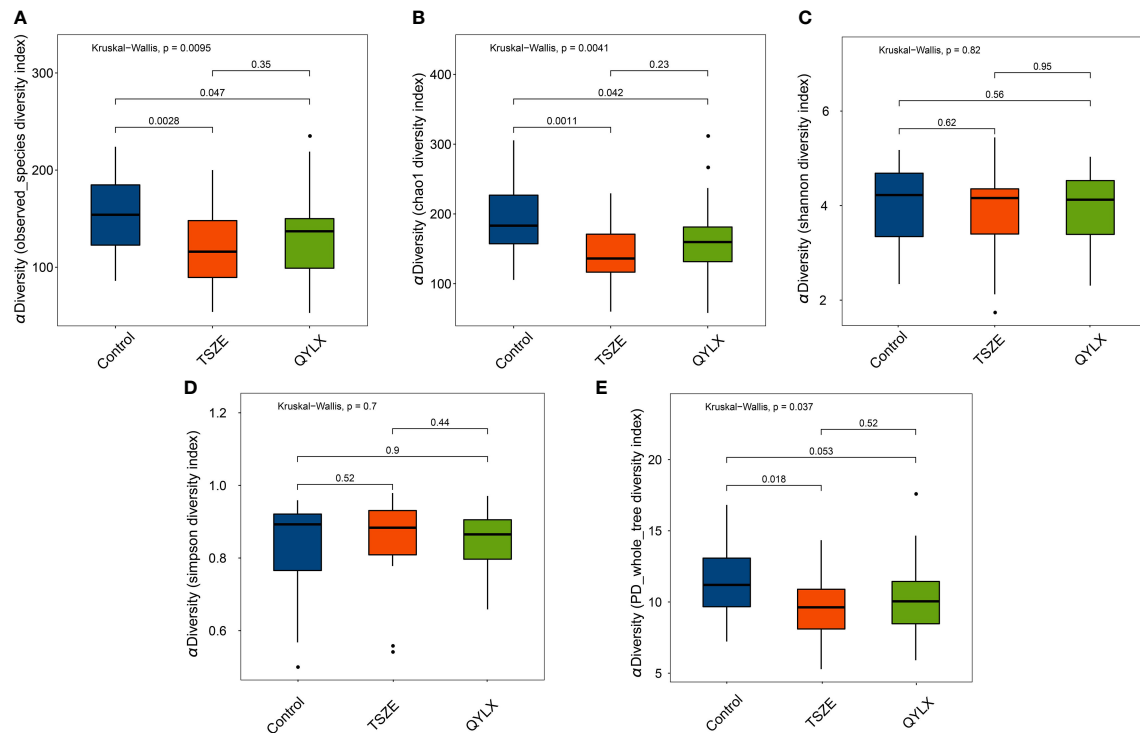 A
Kruskal−Wallis, p = 0.0095
0.35
0.047
0.0028
300
200
100
αDiversity (observed_species diversity index)
Control
TSZE
QYLX
B
Kruskal−Wallis, p = 0.0041
0.23
0.042
0.0011
400
300
200
100
αDiversity (chao1 diversity index)
Control
TSZE
QYLX
C
Kruskal−Wallis, p = 0.82
0.95
0.56
0.62
6
4
2
αDiversity (shannon diversity index)
Control
TSZE
QYLX
D
Kruskal−Wallis, p = 0.7
0.44
0.9
0.52
1.2
1.0
0.8
0.6
αDiversity (simpson diversity index)
Control
TSZE
QYLX
E
Kruskal−Wallis, p = 0.037
0.52
0.053
0.018
20
15
10
5
αDiversity (PD_whole_tree diversity index)
Control
TSZE
QYLX